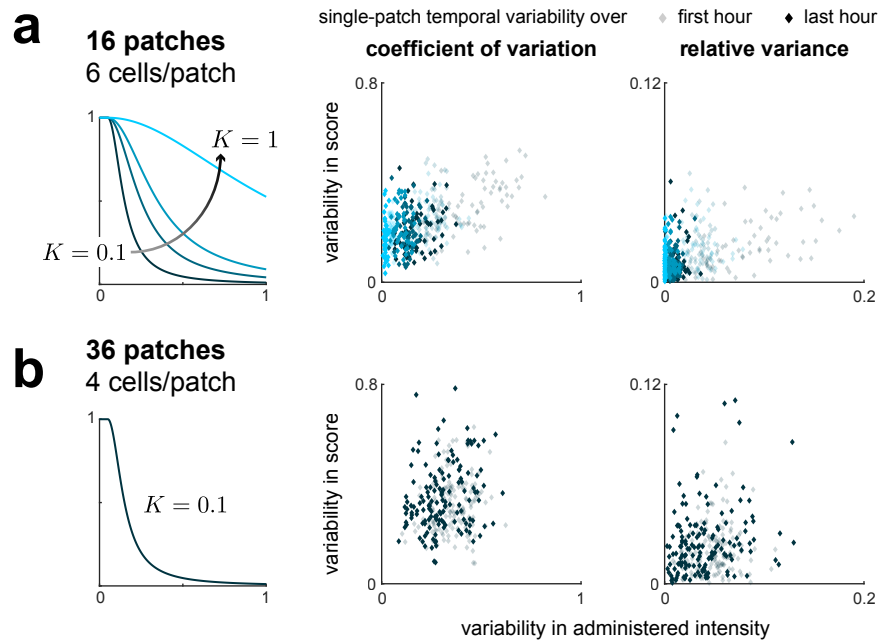 a
16 patches
6 cells/patch
single-patch temporal variability over first hour last hour
coefficient of variation
relative variance
1
K = 1
K = 0.1
0 1
variability in score
0.8
0
0 1
0.12
0
0 0.2
b
36 patches
4 cells/patch
1
K = 0.1
0 1
variability in score
0.8
0
0 1
0.12
0
0 0.2
variability in administered intensity